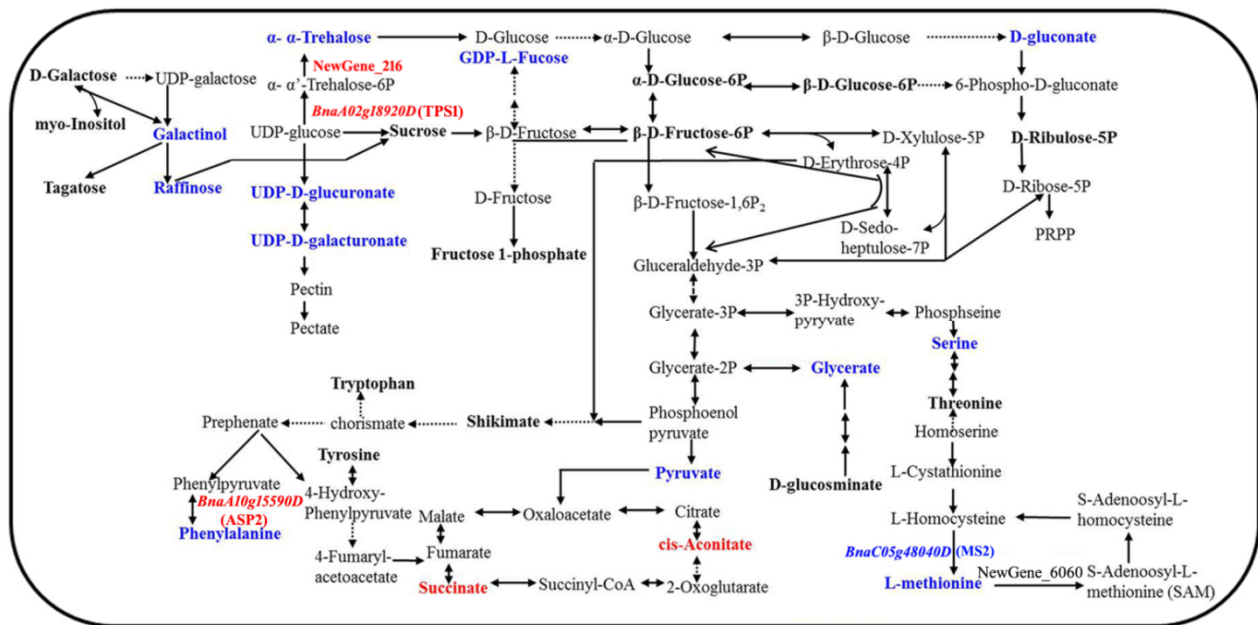 α- α-Trehalose
D-Glucose
α-D-Glucose
β-D-Glucose
D-gluconate
GDP-L-Fucose
D-Galactose
UDP-galactose
NewGene_216
α- α'-Trehalose-6P
α-D-Glucose-6P
β-D-Glucose-6P
6-Phospho-D-gluconate
BnaA02g18920D (TPSI)
myo-Inositol
Galactinol
UDP-glucose
Sucrose
β-D-Fructose
β-D-Fructose-6P
D-Xylulose-5P
D-Ribulose-5P
D-Erythrose-4P
Tagatose
Raffinose
UDP-D-glucuronate
D-Fructose
β-D-Fructose-1,6P2
D-Ribose-5P
D-Sedo-
heptulose-7P
PRPP
UDP-D-galacturonate
Fructose 1-phosphate
Gluceraldehyde-3P
Pectin
Pectate
Glycerate-3P
3P-Hydroxy-
pyryvate
Phosphseine
Serine
Glycerate-2P
Glycerate
Tryptophan
Threonine
Prephenate
chorismate
Shikimate
Phosphoenol
pyruvate
Homoserine
Tyrosine
Pyruvate
D-glucosminate
L-Cystathionine
Phenylpyruvate
BnaA10g15590D
(ASP2)
Phenylalanine
4-Hydroxy-
Phenylpyruvate
Malate
Oxaloacetate
Citrate
L-Homocysteine
S-Adenoosyl-L-
homocysteine
cis-Aconitate
BnaC05g48040D (MS2)
4-Fumaryl-
acetoacetate
Fumarate
Succinate
Succinyl-CoA
2-Oxoglutarate
L-methionine
NewGene_6060
S-Adenoosyl-L-
methionine (SAM)